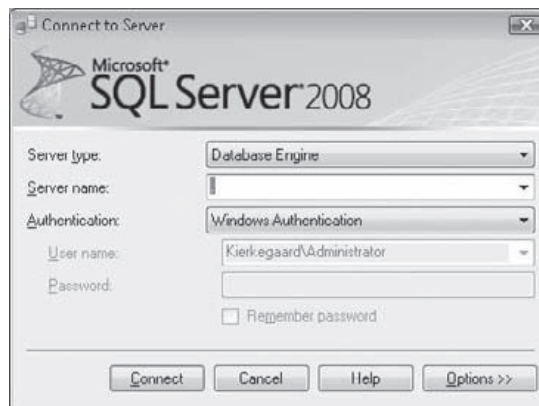 Connect to Server
Microsoft®
SQL Server®2008
Server type: Database Engine
Server name:
Authentication: Windows Authentication
User name: Kierkegaard\Administrator
Password:
Remember password
Connect Cancel Help Options >>